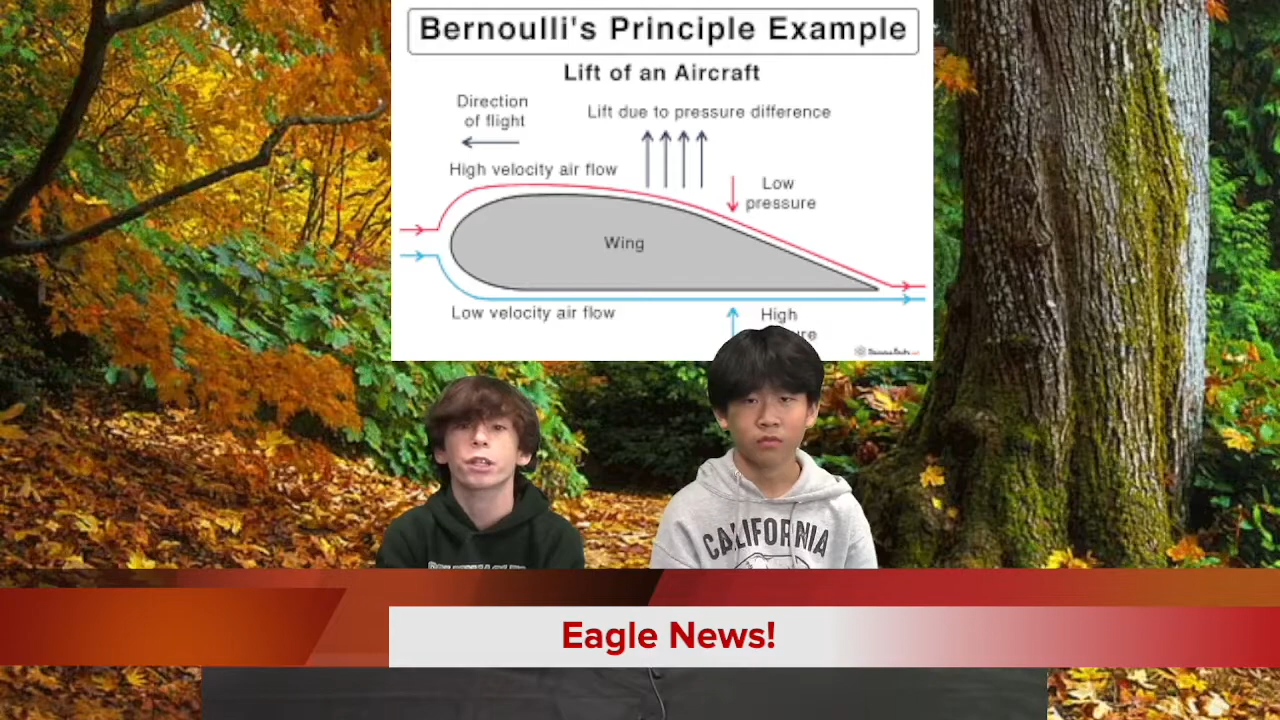 Bernoulli's Principle Example
Lift of an Aircraft
Direction
of flight
Lift due to pressure difference
High velocity air flow
Low
pressure
Wing
Low velocity air flow
High
CALIFORNIA
Eagle News!